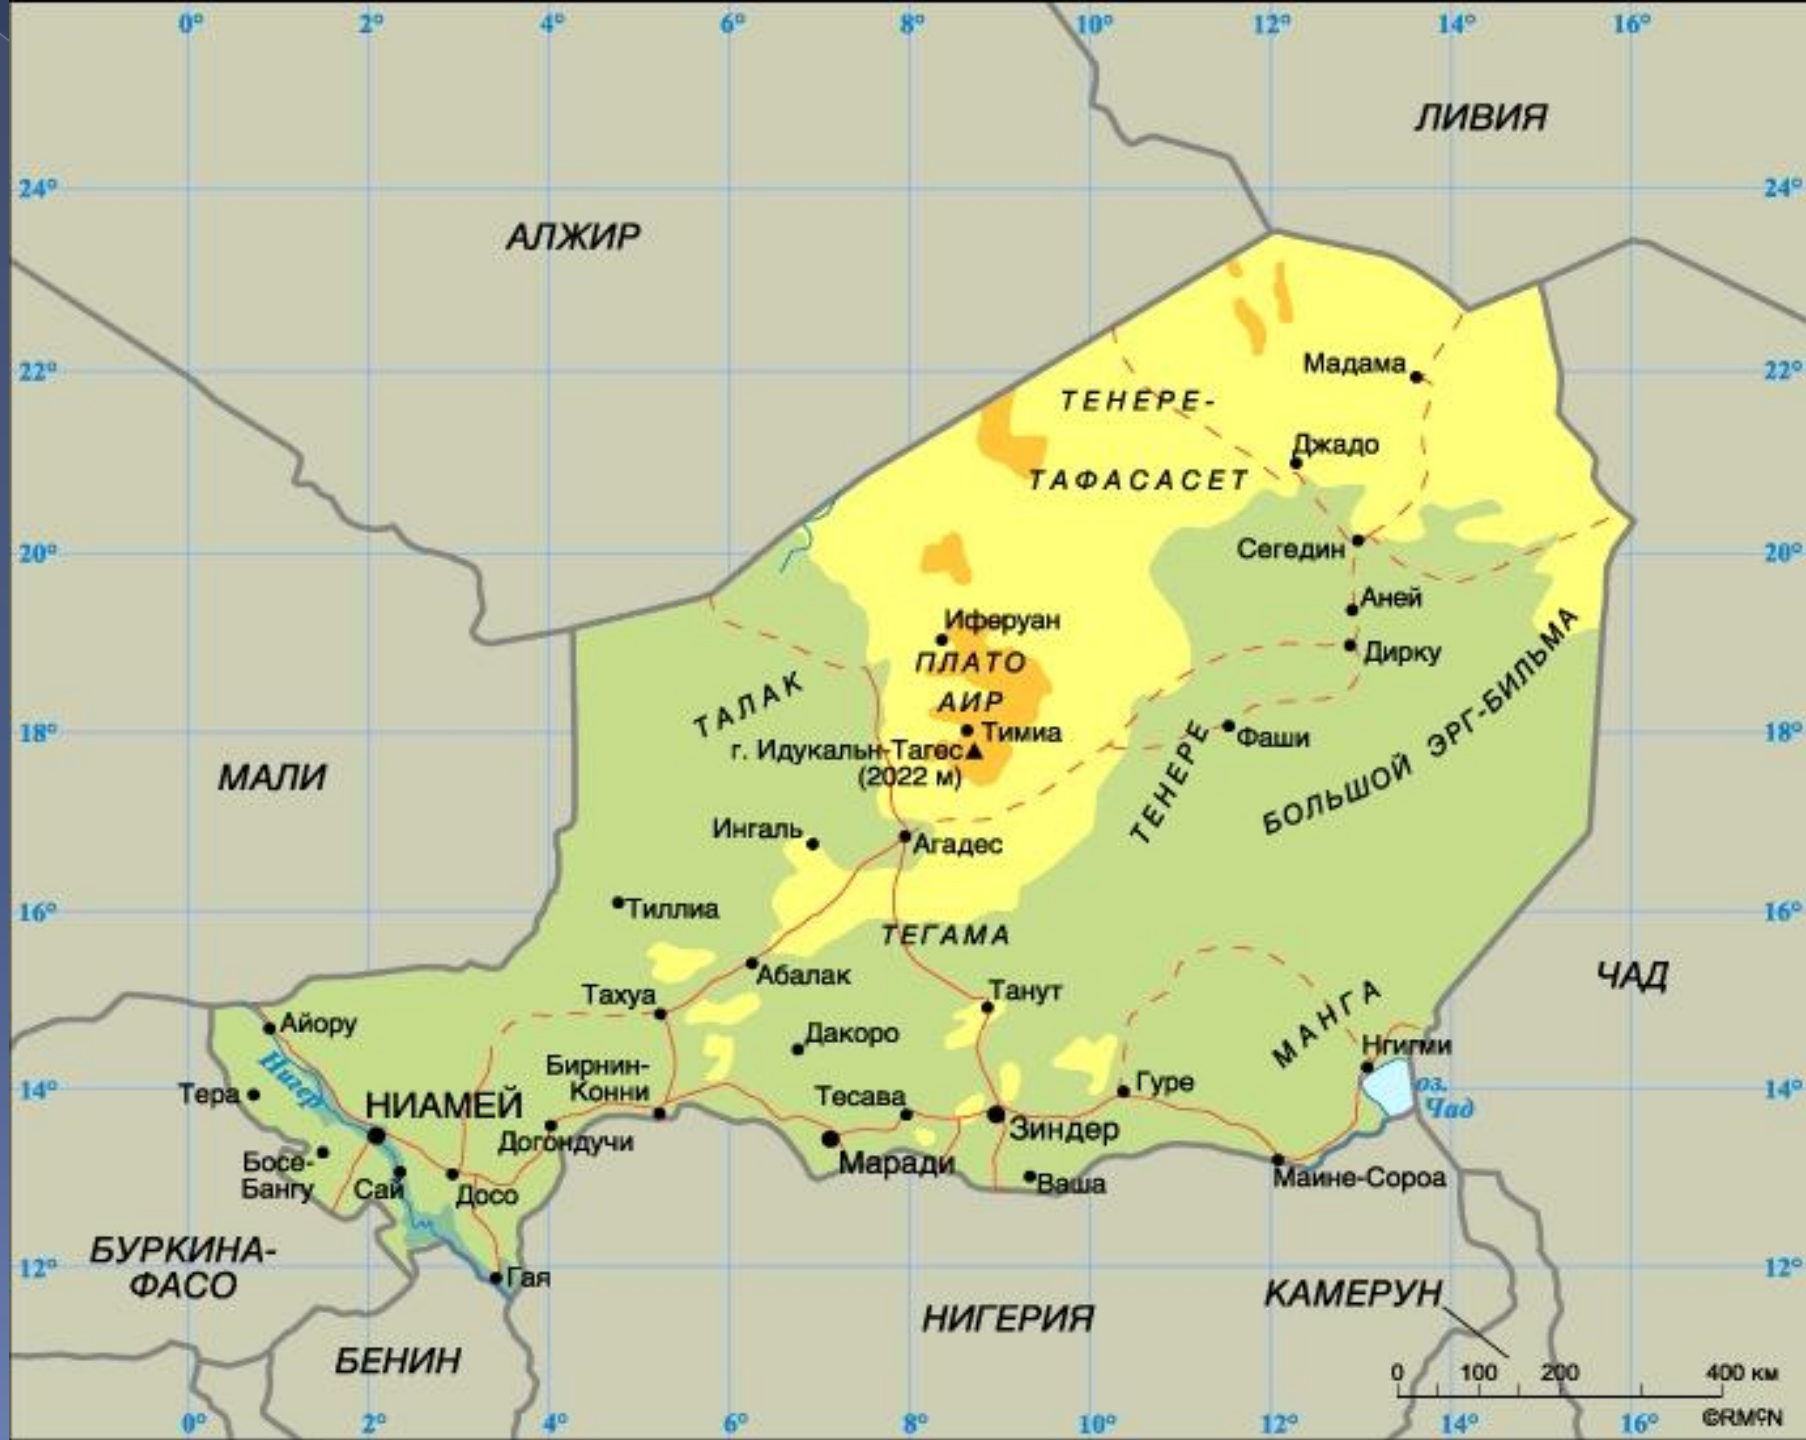 0° 2° 4° 6° 8° 10° 12° 14° 16°
ЛИВИЯ
24° 24°
АЛЖИР
22° 22°
Мадама
ТЕНЕРЕ-
Джадо
ТАФАСАСЕТ
20° 20°
Сегедин
Аней
Иферуан
Дирку
ПЛАТО
АИР
ТАЛАК
18° 18°
Тимиа
г. Идукальн-Тагес
(2022 м)
Фаши
ТЕНЕРЕ
БОЛЬШОЙ ЭРГ-БИЛЬМА
МАЛИ
Ингаль
Агадес
16° 16°
Тиллиа
ТЕГАМА
Абалак
ЧАД
Тахуа
Танут
МАНГА
Айору
Дакоро
Нгигми
Нигер
Бирнин-
Конни
14° 14°
Тера
НИАМЕЙ
Тесава
Гуре
оз.
Чад
Догондучи
Зиндер
Босе-
Бангу
Сай
Досо
Маради
Ваша
Маине-Сороа
БУРКИНА-
ФАСО
12° 12°
Гая
КАМЕРУН
НИГЕРИЯ
БЕНИН
0 100 200 400 км
0° 2° 4° 6° 8° 10° 12° 14° 16°
©RMCN